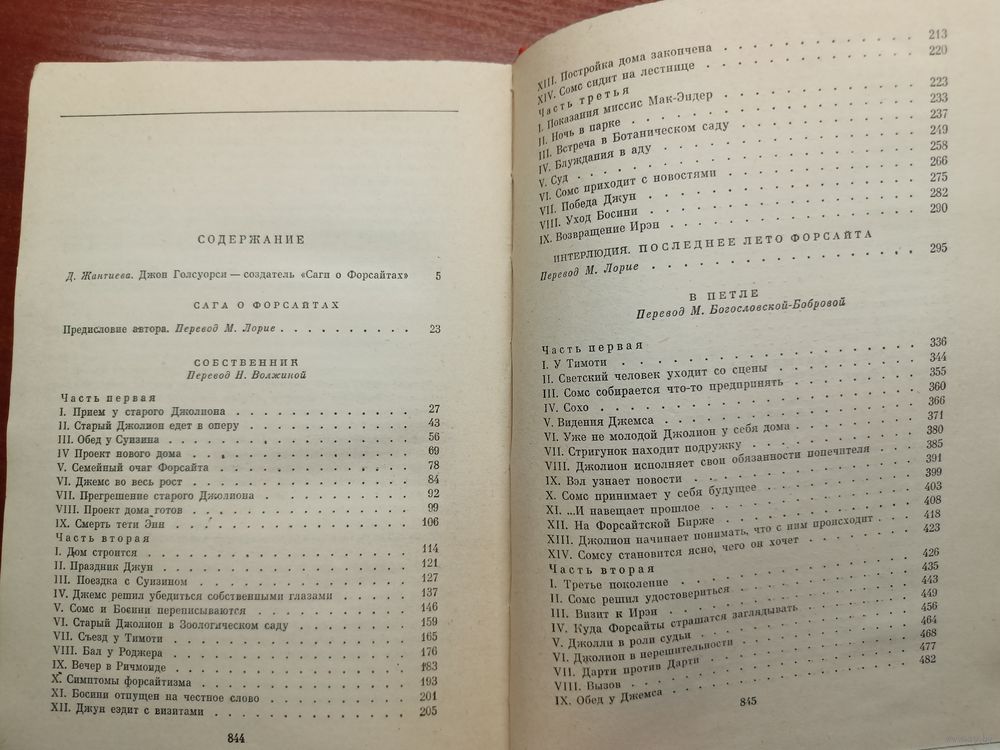 СОДЕРЖАНИЕ
Д. Жантиева. Джон Голсуорси — создатель «Саги о Форсайтах» 5
САГА О ФОРСАЙТАХ
Предисловие автора. Перевод М. Лорие . . . . . . . . . . 23
СОБСТВЕННИК
Перевод Н. Волжиной
Часть первая
I. Прием у старого Джолиона . . . . . . . . . . 27
II. Старый Джолион едет в оперу . . . . . . . . . . 43
III. Обед у Суизина . . . . . . . . . . 56
IV Проект нового дома . . . . . . . . . . 69
V. Семейный очаг Форсайта . . . . . . . . . . 78
VI. Джемс во весь рост . . . . . . . . . . 84
VII. Прегрешение старого Джолиона . . . . . . . . . . 92
VIII. Проект дома готов . . . . . . . . . . 99
IX. Смерть тети Энн . . . . . . . . . . 106
Часть вторая
I. Дом строится . . . . . . . . . . 114
II. Праздник Джун . . . . . . . . . . 121
III. Поездка с Суизином . . . . . . . . . . 127
IV. Джемс решил убедиться собственными глазами . . . . . 137
V. Сомс и Босини переписываются . . . . . . . . . . 146
VI. Старый Джолион в Зоологическом саду . . . . . . . . 159
VII. Съезд у Тимоти . . . . . . . . . . 165
VIII. Бал у Роджера . . . . . . . . . . 176
IX. Вечер в Ричмонде . . . . . . . . . . 183
X. Симптомы форсайтизма . . . . . . . . . . 193
XI. Босини отпущен на честное слово . . . . . . . . . . 201
XII. Джун ездит с визитами . . . . . . . . . . 205
844
XIII. Постройка дома закончена . . . . . . . . . . 213
XIV. Сомс сидит на лестнице . . . . . . . . . . 220
Часть третья
I. Показания миссис Мак-Эндер . . . . . . . . . . 223
II. Ночь в парке . . . . . . . . . . 233
III. Встреча в Ботаническом саду . . . . . . . . . . 237
IV. Блуждания в аду . . . . . . . . . . 249
V. Суд . . . . . . . . . . 258
VI. Сомс приходит с новостями . . . . . . . . . . 266
VII. Победа Джун . . . . . . . . . . 275
VIII. Уход Босини . . . . . . . . . . 282
IX. Возвращение Ирэн . . . . . . . . . . 290
ИНТЕРЛЮДИЯ. ПОСЛЕДНЕЕ ЛЕТО ФОРСАЙТА
Перевод М. Лорие . . . . . . . . . . 295
В ПЕТЛЕ
Перевод М. Богословской-Бобровой
Часть первая
I. У Тимоти . . . . . . . . . . 336
II. Светский человек уходит со сцены . . . . . . . . . . 344
III. Сомс собирается что-то предпринять . . . . . . . . 355
IV. Сохо . . . . . . . . . . 360
V. Видения Джемса . . . . . . . . . . 366
VI. Уже не молодой Джолион у себя дома . . . . . . . . 371
VII. Стригунок находит подружку . . . . . . . . . . 380
VIII. Джолион исполняет свои обязанности попечителя . . . 385
IX. Вэл узнает новости . . . . . . . . . . 391
X. Сомс принимает у себя будущее . . . . . . . . . . 399
XI. ...И навещает прошлое . . . . . . . . . . 403
XII. На Форсайтской Бирже . . . . . . . . . . 408
XIII. Джолион начинает понимать, что с ним происходит . . . 418
XIV. Сомсу становится ясно, чего он хочет . . . . . . . 423
Часть вторая
I. Третье поколение . . . . . . . . . . 426
II. Сомс решил удостовериться . . . . . . . . . . 435
III. Визит к Ирэн . . . . . . . . . . 443
IV. Куда Форсайты страшатся заглядывать . . . . . . . . 449
V. Джолли в роли судьи . . . . . . . . . . 456
VI. Джолион в нерешительности . . . . . . . . . . 464
VII. Дарти против Дарти . . . . . . . . . . 468
VIII. Вызов . . . . . . . . . . 477
IX. Обед у Джемса . . . . . . . . . . 482
845